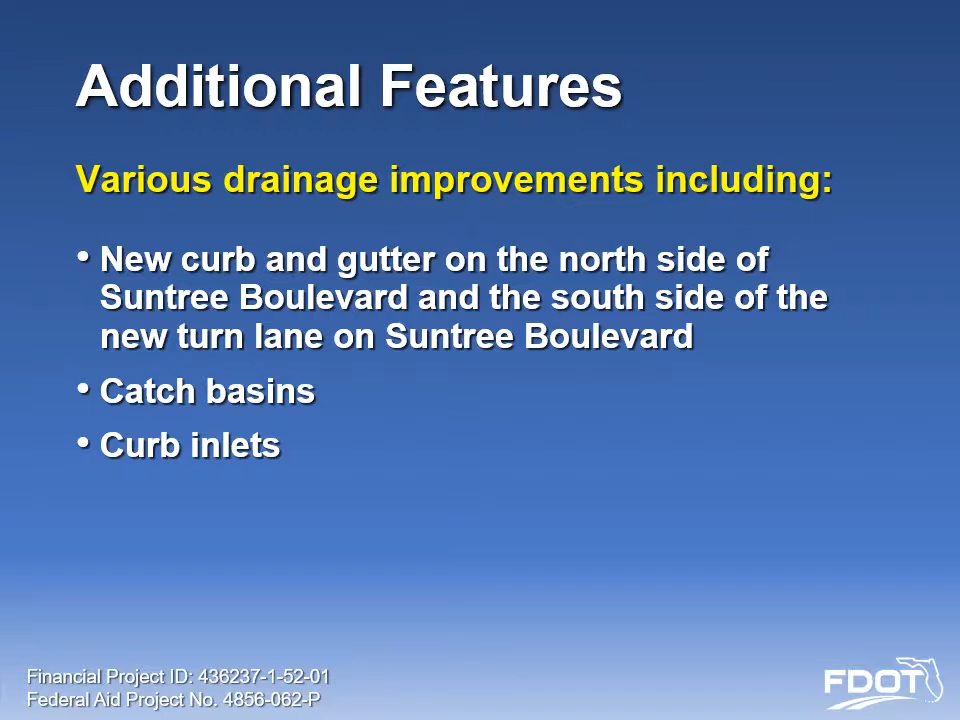 Additional Features
Various drainage improvements including:
• New curb and gutter on the north side of
Suntree Boulevard and the south side of the
new turn lane on Suntree Boulevard
• Catch basins
• Curb inlets
Financial Project ID: 436237-1-52-01
Federal Aid Project No. 4856-062-P
FDOT